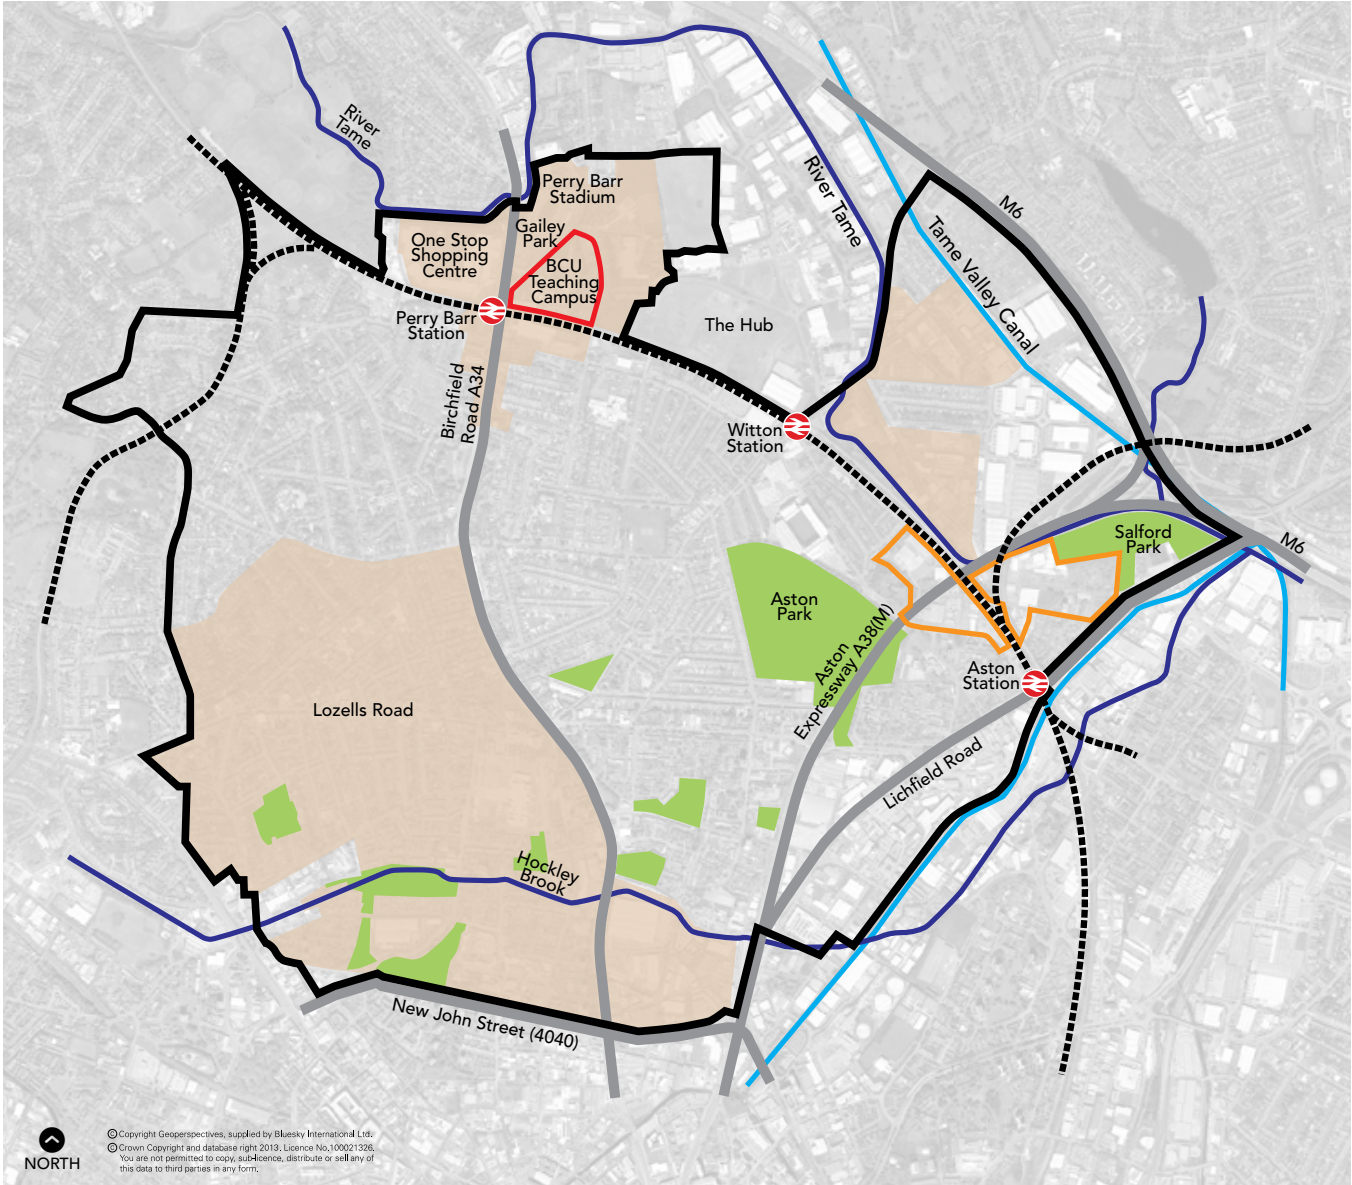 River
Tame
Perry Barr
Stadium
Gailey
Park
One Stop
Shopping
Centre
BCU
Teaching
Campus
Perry Barr
Station
The Hub
River Tame
M6
Tame Valley Canal
Birchfield
Road A34
Witton
Station
Salford
Park
M6
Aston
Park
Aston
Expressway A38(M)
Aston
Station
Lozells Road
Lichfield Road
Hockley
Brook
New John Street (4040)
NORTH
© Copyright Geoperspectives, supplied by Bluesky International Ltd.
© Crown Copyright and database right 2013. Licence No.100021326.
You are not permitted to copy, sub-licence, distribute or sell any of
this data to third parties in any form.